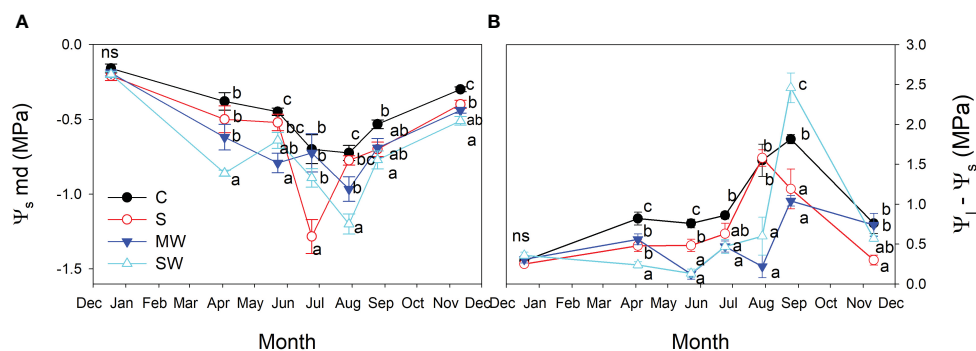 A
B
Ψs md (MPa)
0.0
-0.5
-1.0
-1.5
ns
b
b
b
a
c
bc
b
a
b
b
b
a
c
bc
b
a
b
ab
ab
a
c
b
ab
a
C
S
MW
SW
Dec Jan Feb Mar Apr May Jun Jul Aug Sep Oct Nov Dec
Month
ns
c
b
b
a
c
b
a
a
c
b
a
a
b
b
a
a
c
b
a
a
b
b
ab
a
3.0
2.5
2.0
1.5
1.0
0.5
0.0
Ψl - Ψs (MPa)
Dec Jan Feb Mar Apr May Jun Jul Aug Sep Oct Nov Dec
Month